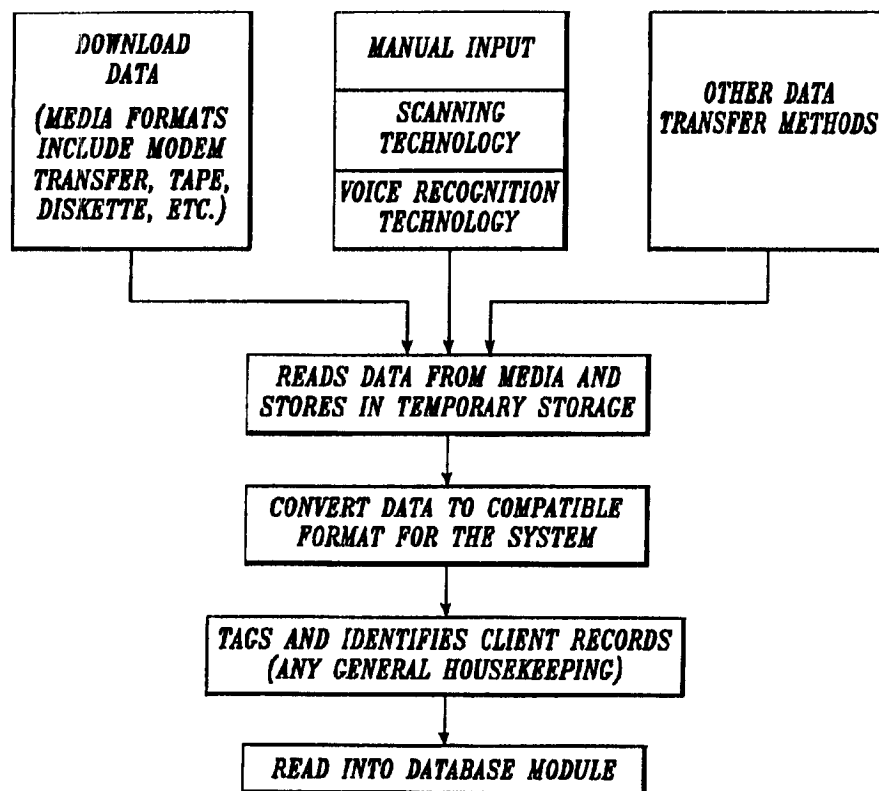 DOWNLOAD
DATA
(MEDIA FORMATS
INCLUDE MODEM
TRANSFER, TAPE,
DISKETTE, ETC.)
MANUAL INPUT
SCANNING
TECHNOLOGY
VOICE RECOGNITION
TECHNOLOGY
OTHER DATA
TRANSFER METHODS
READS DATA FROM MEDIA AND
STORES IN TEMPORARY STORAGE
CONVERT DATA TO COMPATIBLE
FORMAT FOR THE SYSTEM
TAGS AND IDENTIFIES CLIENT RECORDS
(ANY GENERAL HOUSEKEEPING)
READ INTO DATABASE MODULE